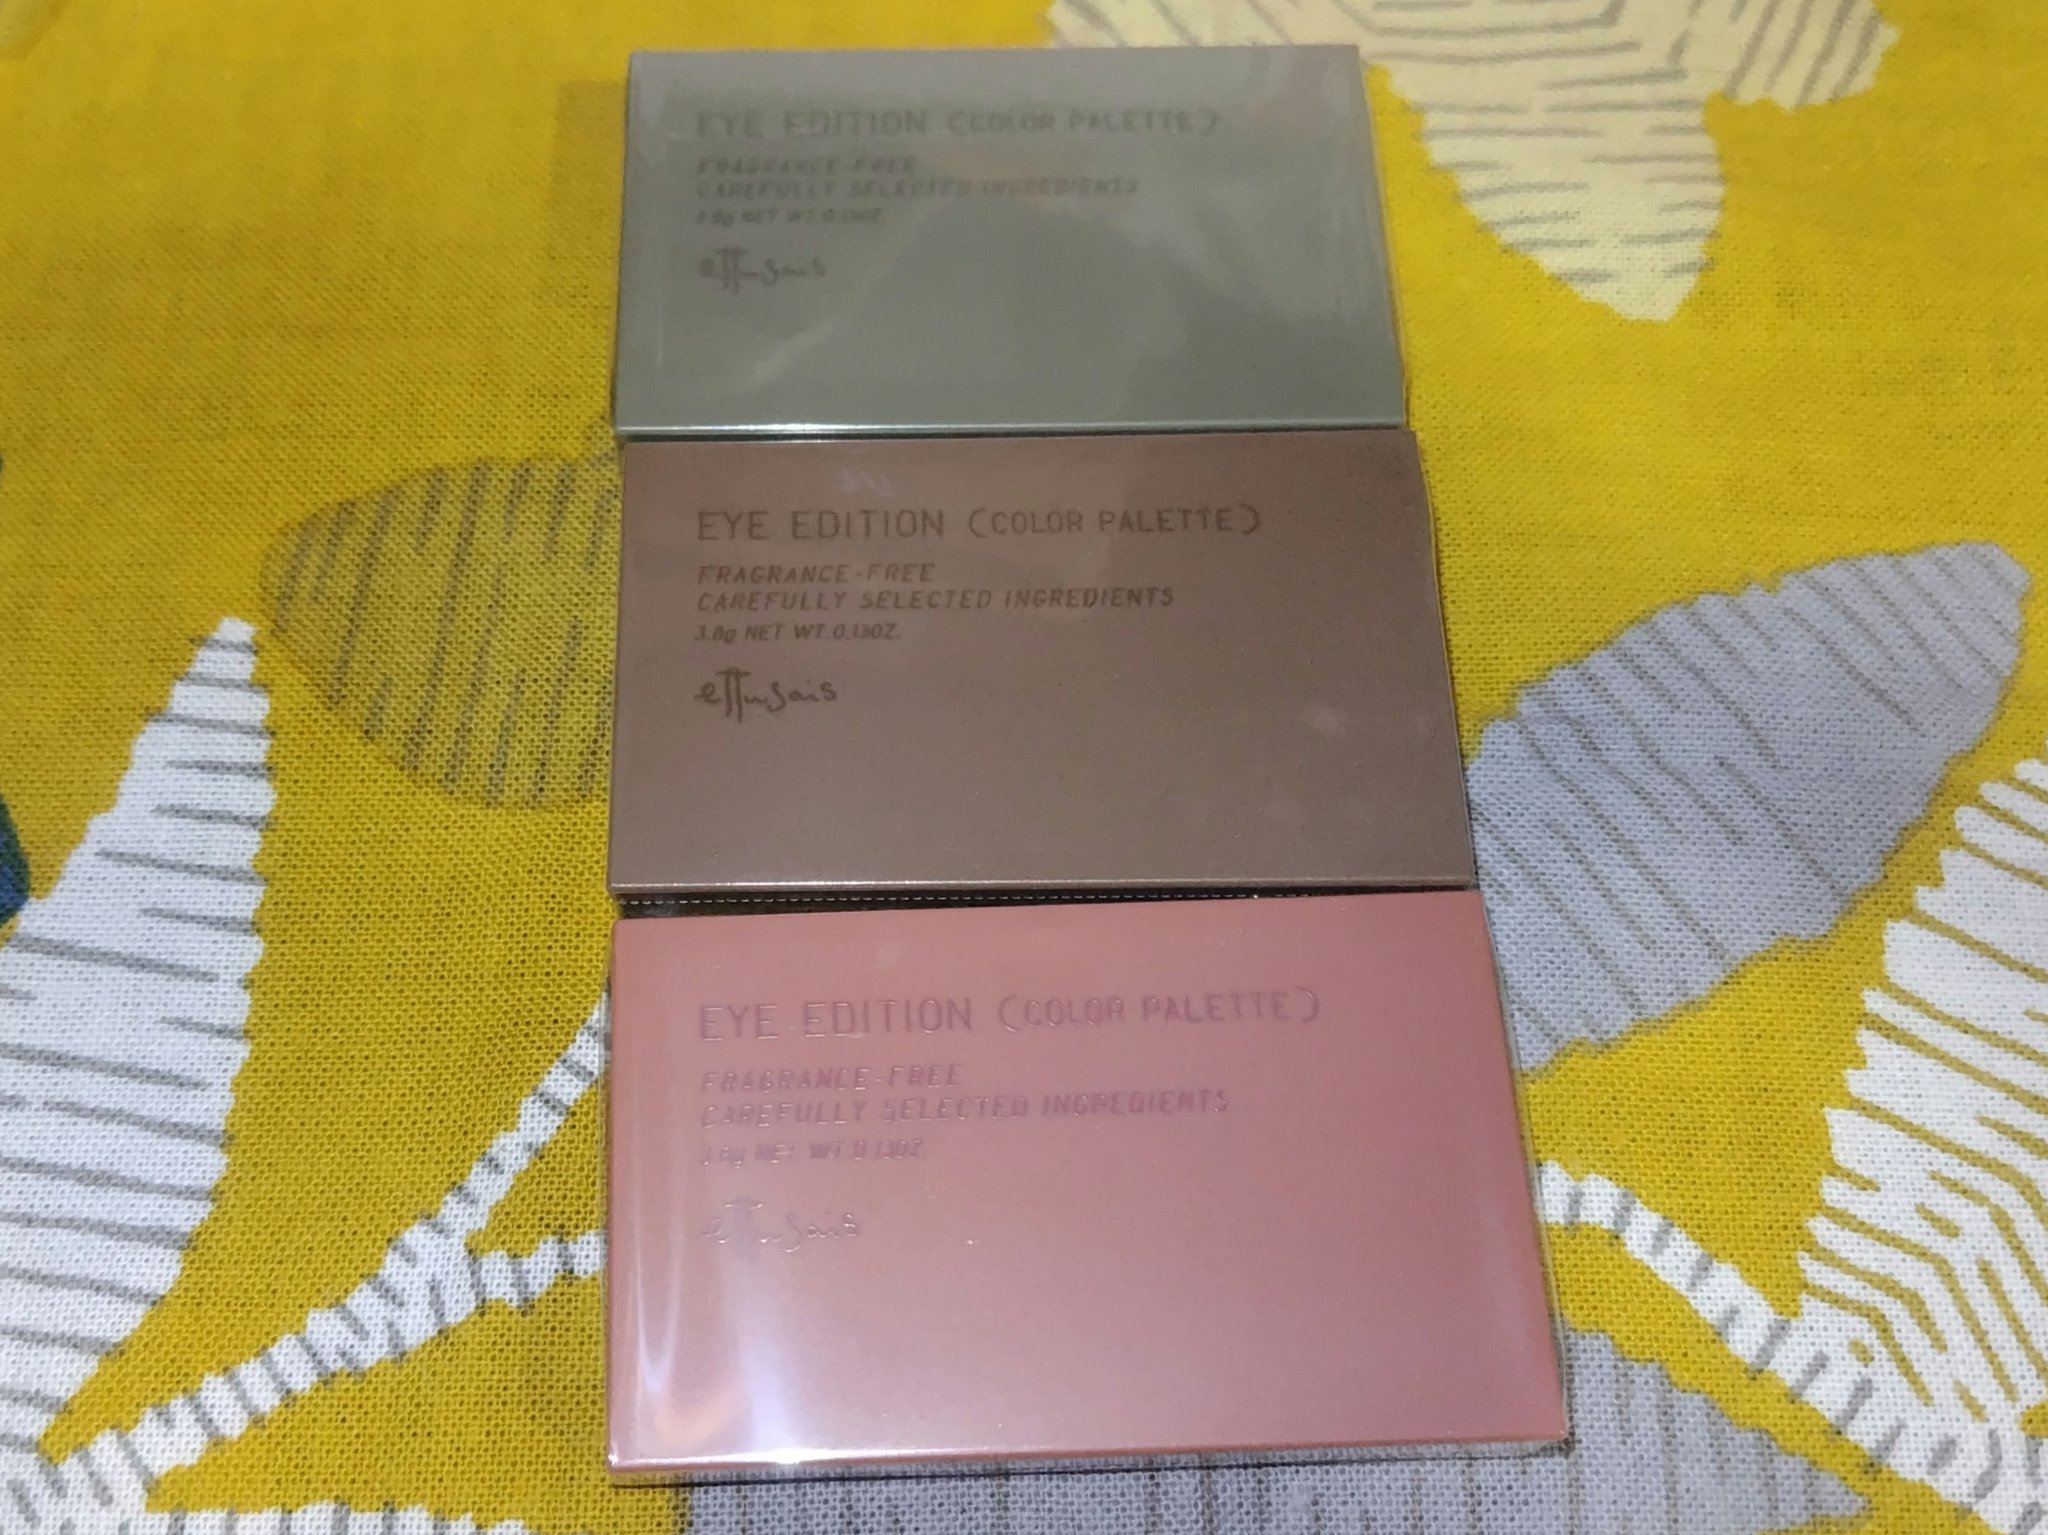 EYE EDITION (COLOR PALETTE)
FRAGRANCE-FREE
CAREFULLY SELECTED INGREDIENTS
3.8g NET WT.0.13OZ.
ettusais
EYE EDITION (COLOR PALETTE)
FRAGRANCE-FREE
CAREFULLY SELECTED INGREDIENTS
3.8g NET WT.0.13OZ.
ettusais
EYE EDITION (COLOR PALETTE)
FRAGRANCE-FREE
CAREFULLY SELECTED INGREDIENTS
3.8g NET WT.0.13OZ.
ettusais